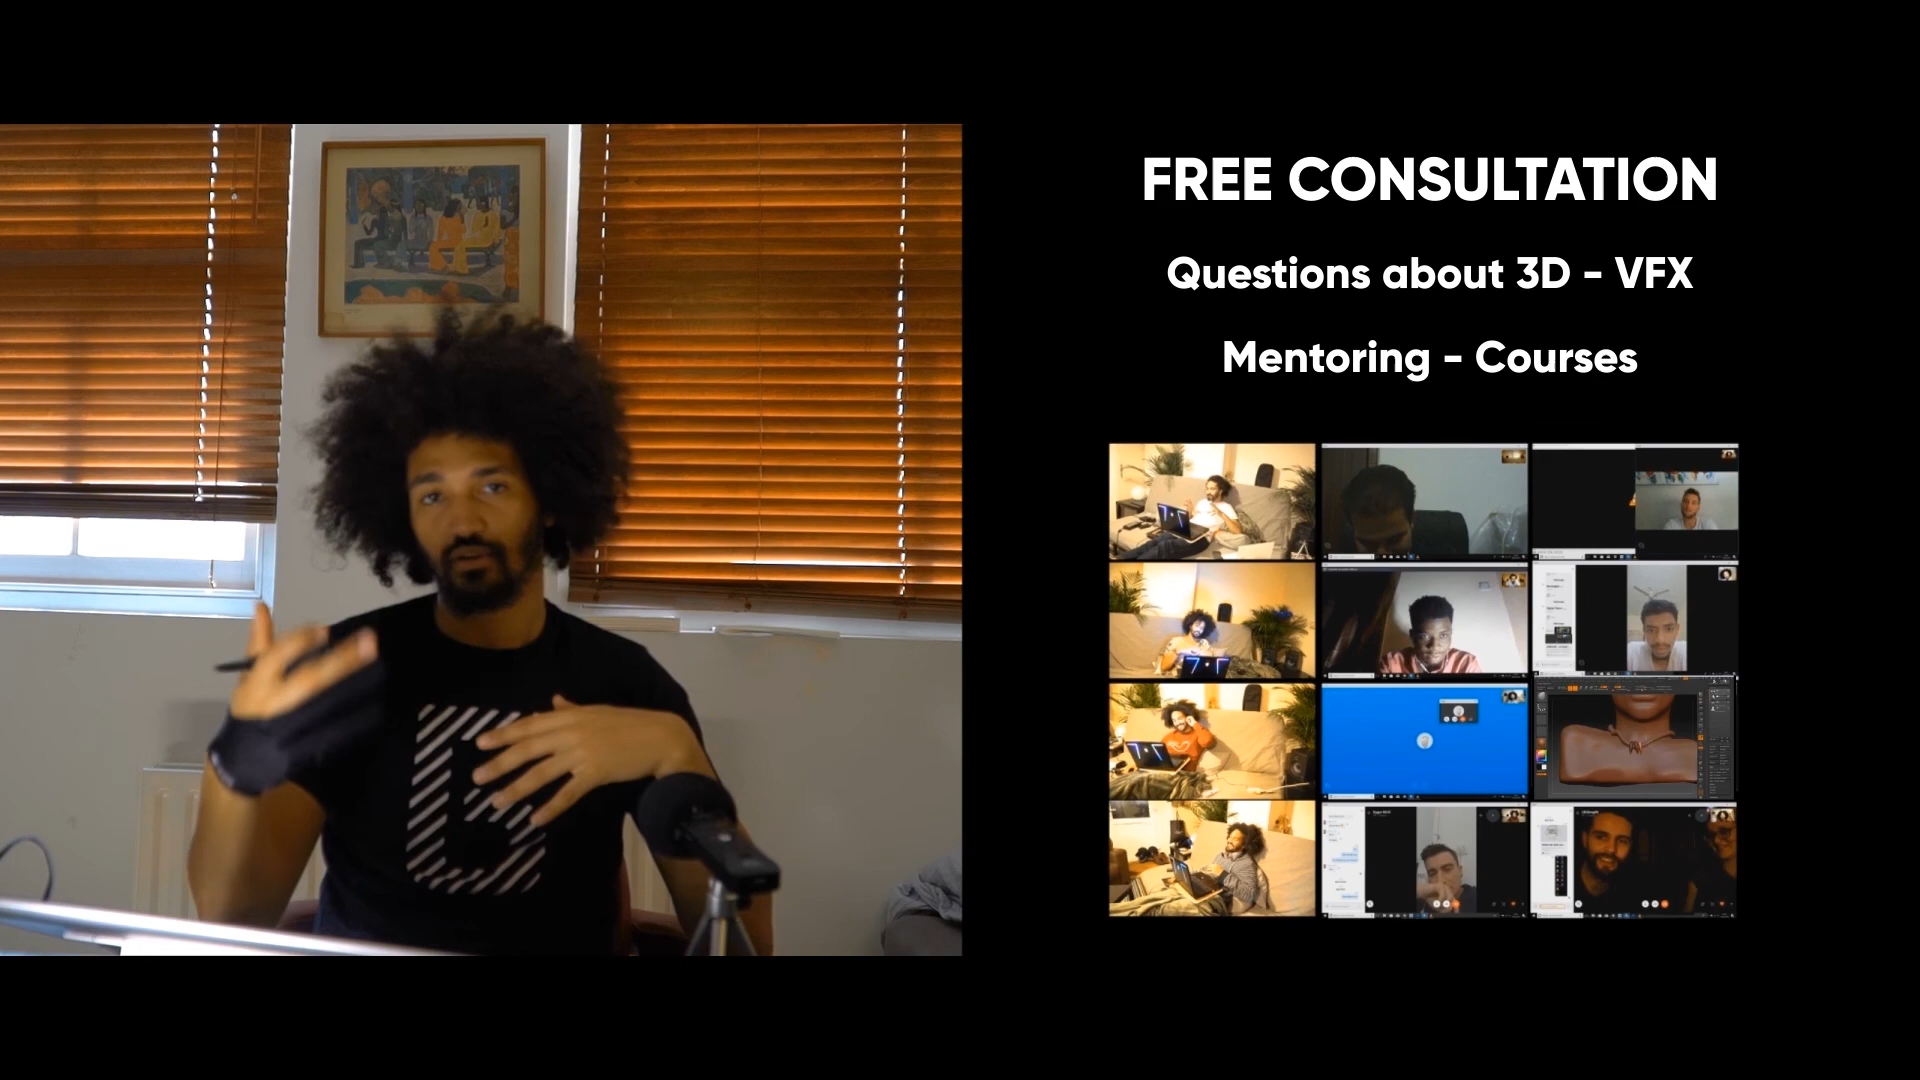 FREE CONSULTATION
Questions about 3D - VFX
Mentoring - Courses